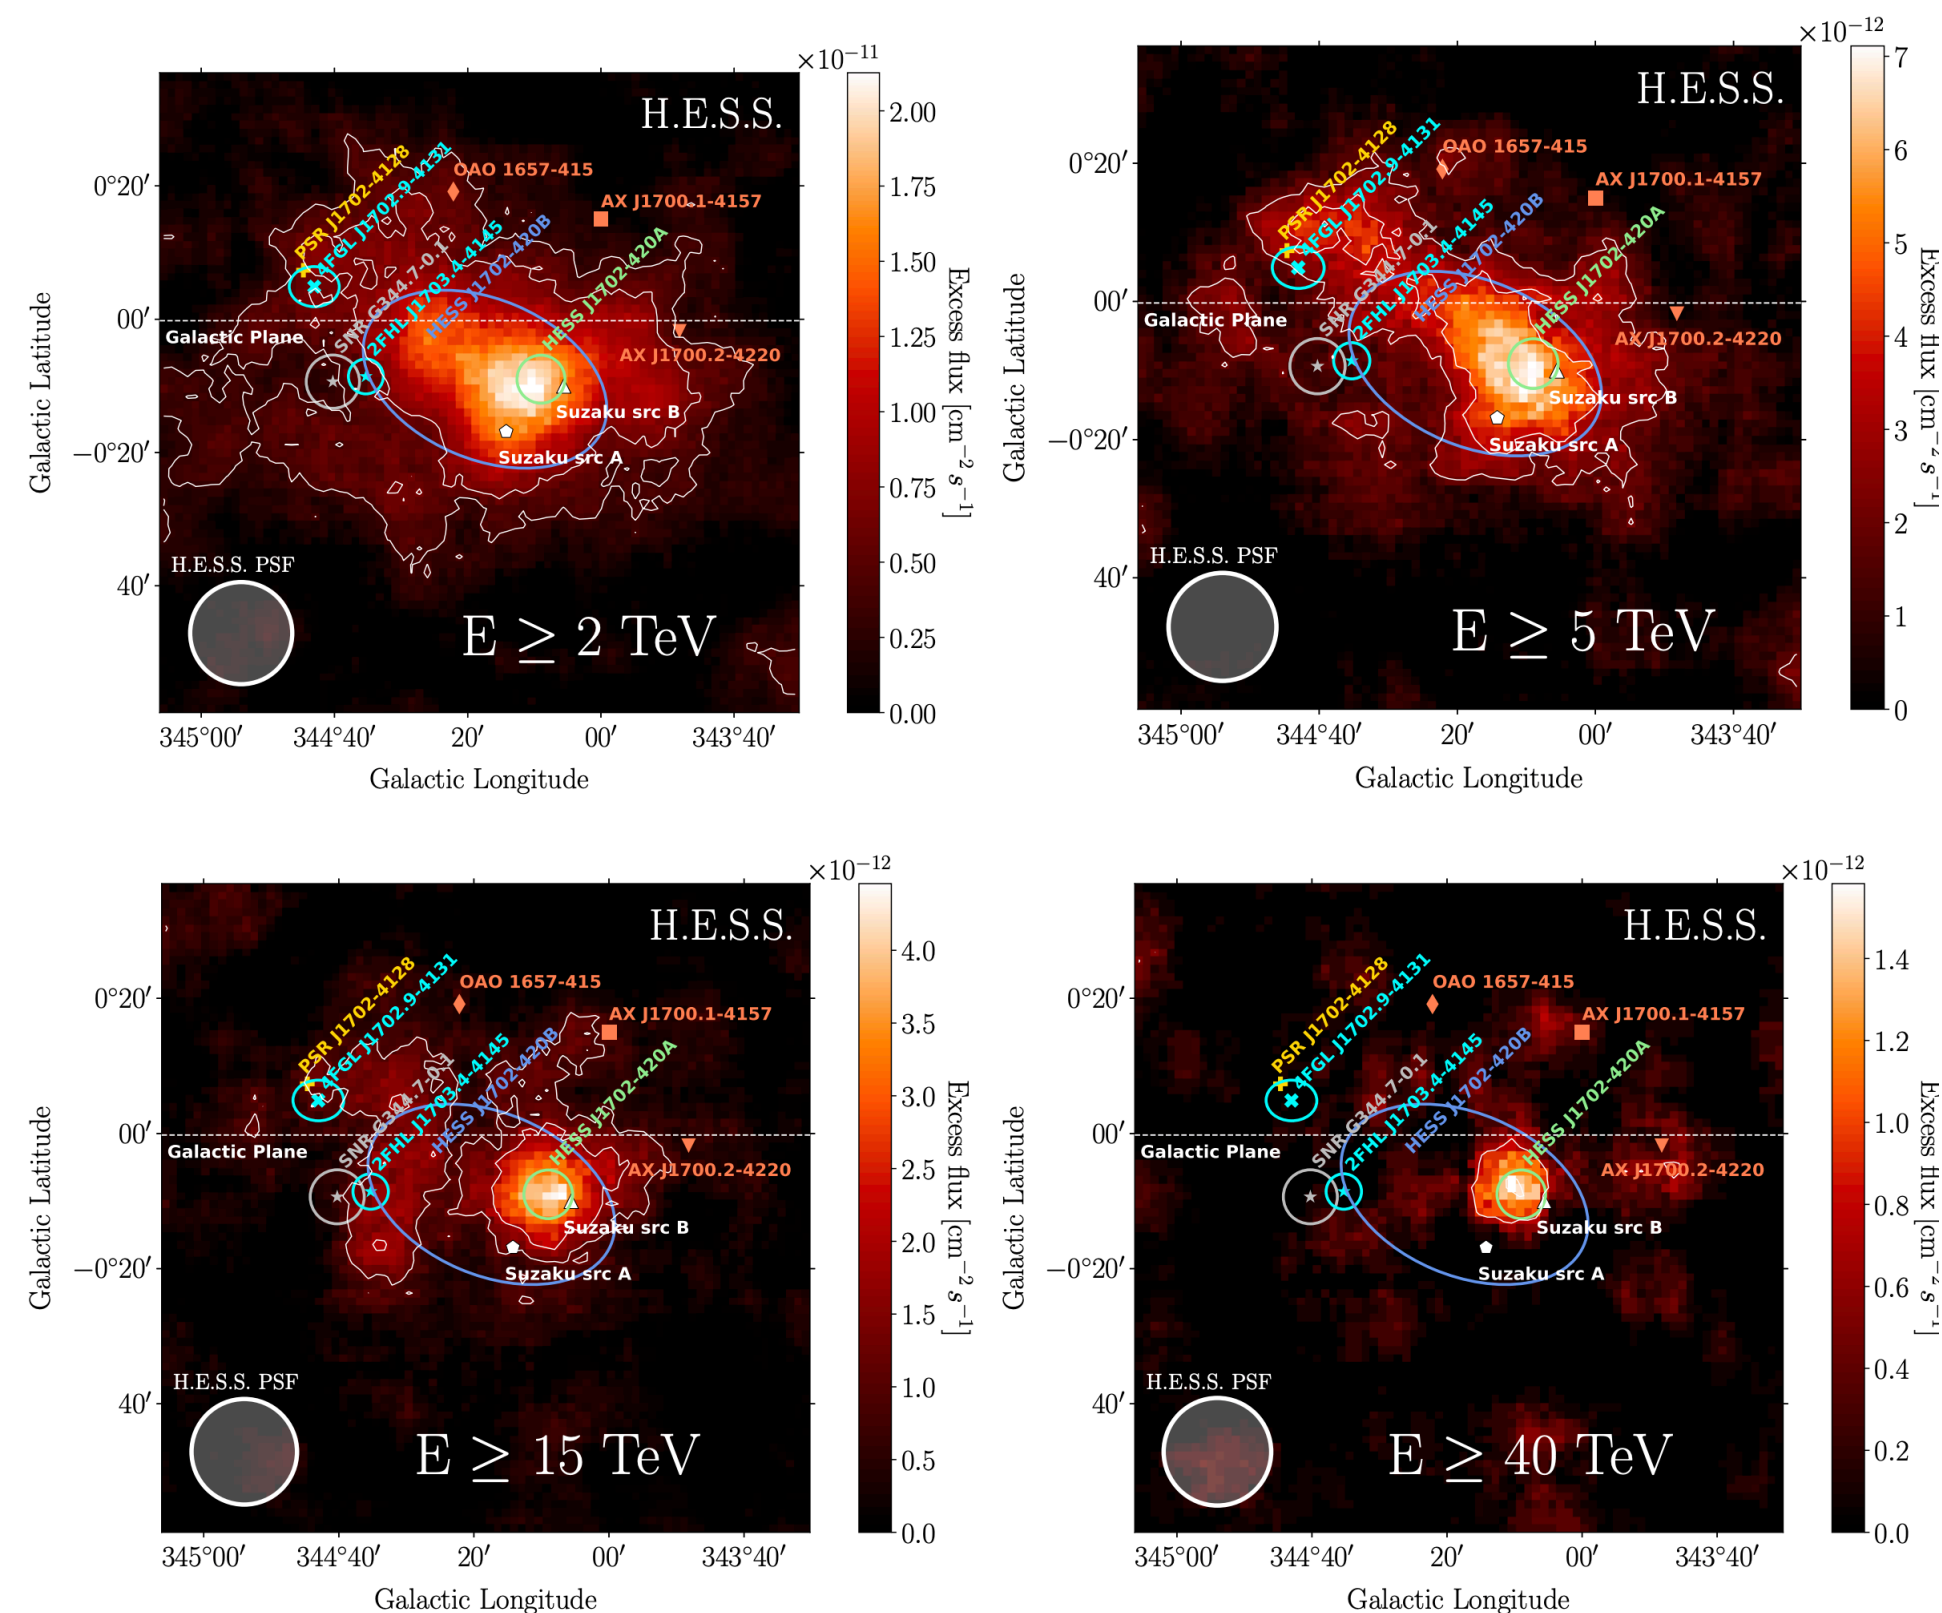 ×10⁻¹¹
H.E.S.S.
PSR J1702-4128
4FGL J1702.9-4131
OAO 1657-415
AX J1700.1-4157
SNR G344.7-0.1
2FHL J1703.4-4145
HESS J1702-420B
HESS J1702-420A
Galactic Plane
AX J1700.2-4220
Suzaku src B
Suzaku src A
H.E.S.S. PSF
E ≥ 2 TeV
0°20′
00′
−0°20′
40′
Galactic Latitude
345°00′ 344°40′ 20′ 00′ 343°40′
Galactic Longitude
2.00
1.75
1.50
1.25
1.00
0.75
0.50
0.25
0.00
Excess flux [cm⁻² s⁻¹]
×10⁻¹²
H.E.S.S.
PSR J1702-4128
4FGL J1702.9-4131
OAO 1657-415
AX J1700.1-4157
SNR G344.7-0.1
2FHL J1703.4-4145
HESS J1702-420B
HESS J1702-420A
Galactic Plane
AX J1700.2-4220
Suzaku src B
Suzaku src A
H.E.S.S. PSF
E ≥ 5 TeV
0°20′
00′
−0°20′
40′
Galactic Latitude
345°00′ 344°40′ 20′ 00′ 343°40′
Galactic Longitude
7
6
5
4
3
2
1
0
Excess flux [cm⁻² s⁻¹]
×10⁻¹²
H.E.S.S.
PSR J1702-4128
4FGL J1702.9-4131
OAO 1657-415
AX J1700.1-4157
SNR G344.7-0.1
2FHL J1703.4-4145
HESS J1702-420B
HESS J1702-420A
Galactic Plane
AX J1700.2-4220
Suzaku src B
Suzaku src A
H.E.S.S. PSF
E ≥ 15 TeV
0°20′
00′
−0°20′
40′
Galactic Latitude
345°00′ 344°40′ 20′ 00′ 343°40′
Galactic Longitude
4.0
3.5
3.0
2.5
2.0
1.5
1.0
0.5
0.0
Excess flux [cm⁻² s⁻¹]
×10⁻¹²
H.E.S.S.
PSR J1702-4128
4FGL J1702.9-4131
OAO 1657-415
AX J1700.1-4157
SNR G344.7-0.1
2FHL J1703.4-4145
HESS J1702-420B
HESS J1702-420A
Galactic Plane
AX J1700.2-4220
Suzaku src B
Suzaku src A
H.E.S.S. PSF
E ≥ 40 TeV
0°20′
00′
−0°20′
40′
Galactic Latitude
345°00′ 344°40′ 20′ 00′ 343°40′
Galactic Longitude
1.4
1.2
1.0
0.8
0.6
0.4
0.2
0.0
Excess flux [cm⁻² s⁻¹]